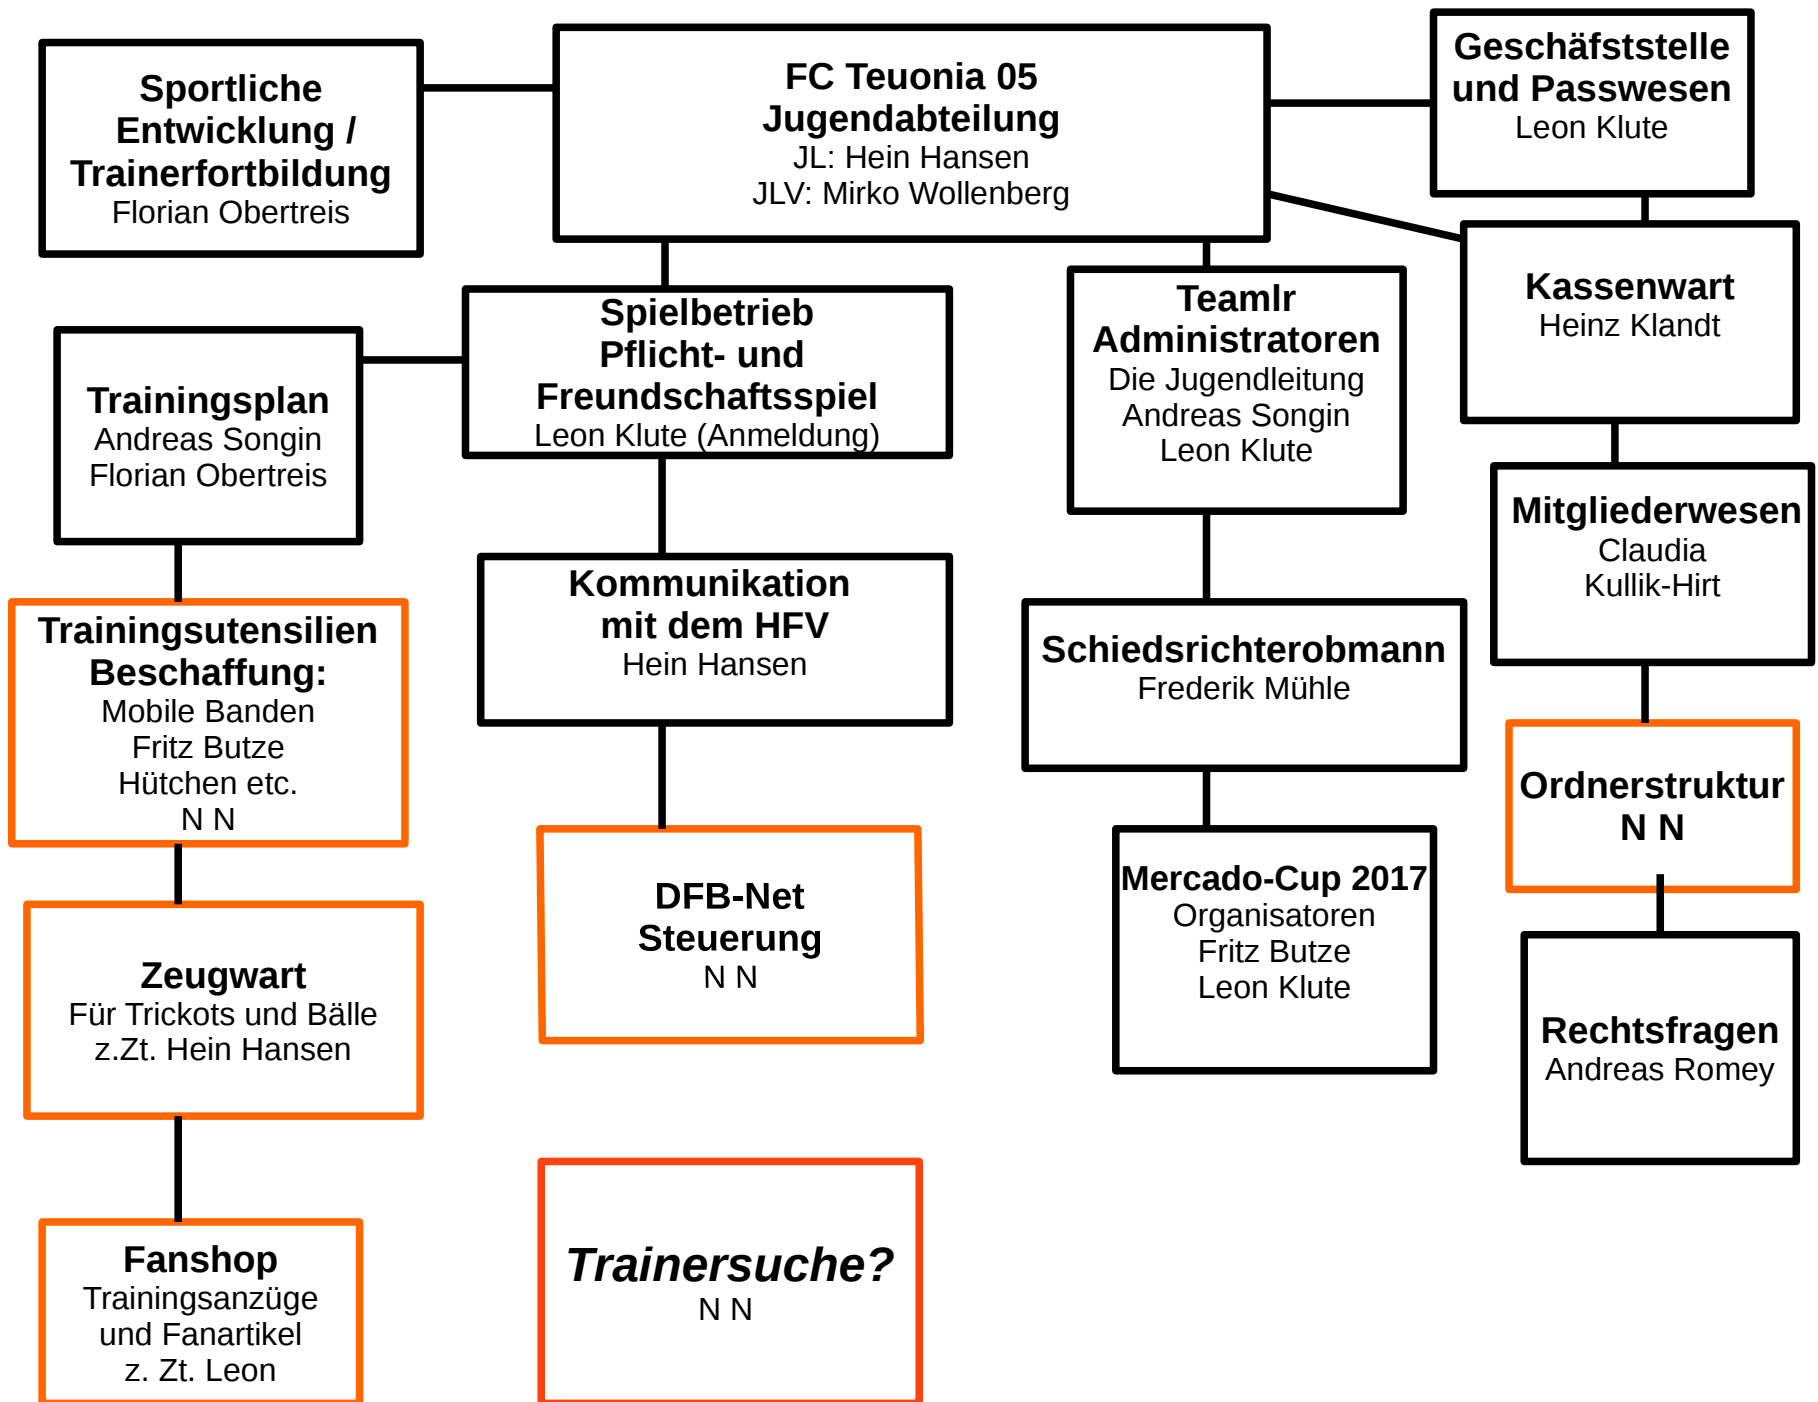 Sportliche
Entwicklung /
Trainerfortbildung
Florian Obertreis
FC Teuonia 05
Jugendabteilung
JL: Hein Hansen
JLV: Mirko Wollenberg
Geschäfststelle
und Passwesen
Leon Klute
Kassenwart
Heinz Klandt
Spielbetrieb
Pflicht- und
Freundschaftsspiel
Leon Klute (Anmeldung)
Teamlr
Administratoren
Die Jugendleitung
Andreas Songin
Leon Klute
Trainingsplan
Andreas Songin
Florian Obertreis
Mitgliederwesen
Claudia
Kullik-Hirt
Kommunikation
mit dem HFV
Hein Hansen
Schiedsrichterobmann
Frederik Mühle
Trainingsutensilien
Beschaffung:
Mobile Banden
Fritz Butze
Hütchen etc.
N N
Ordnerstruktur
N N
DFB-Net
Steuerung
N N
Mercado-Cup 2017
Organisatoren
Fritz Butze
Leon Klute
Zeugwart
Für Trickots und Bälle
z.Zt. Hein Hansen
Rechtsfragen
Andreas Romey
Fanshop
Trainingsanzüge
und Fanartikel
z. Zt. Leon
Trainersuche?
N N